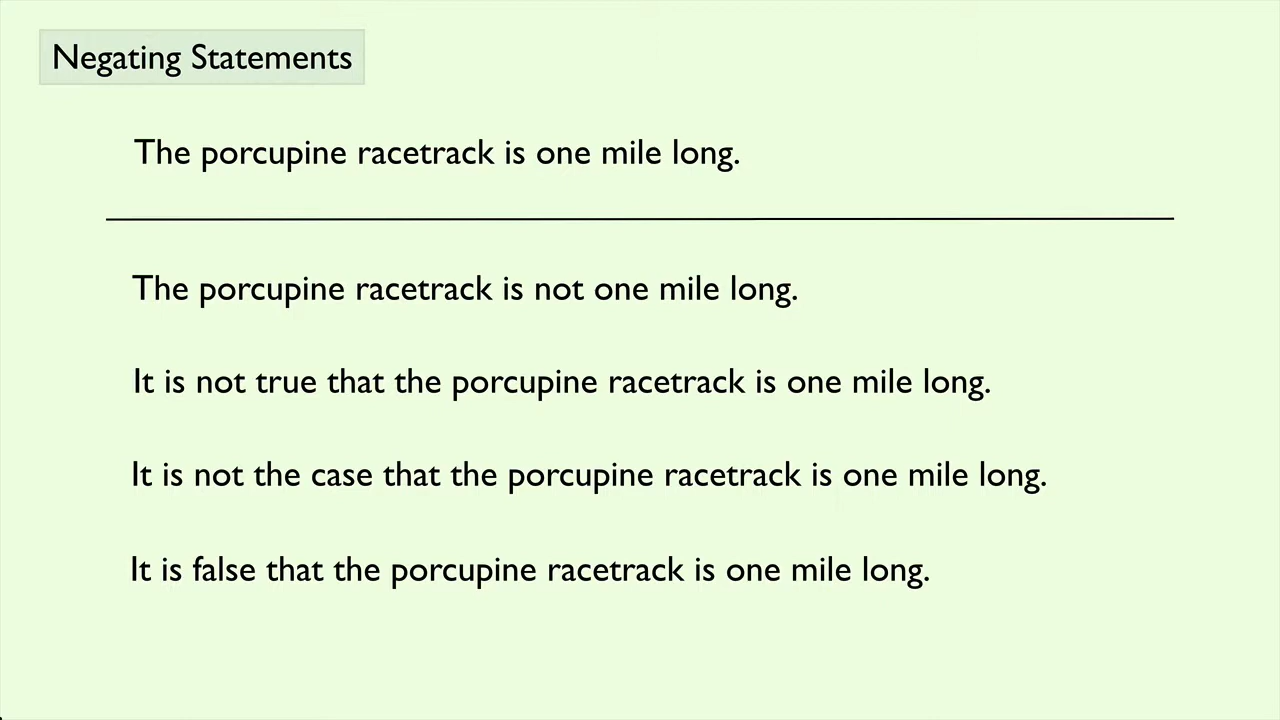 Negating Statements
The porcupine racetrack is one mile long.
The porcupine racetrack is not one mile long.
It is not true that the porcupine racetrack is one mile long.
It is not the case that the porcupine racetrack is one mile long.
It is false that the porcupine racetrack is one mile long.